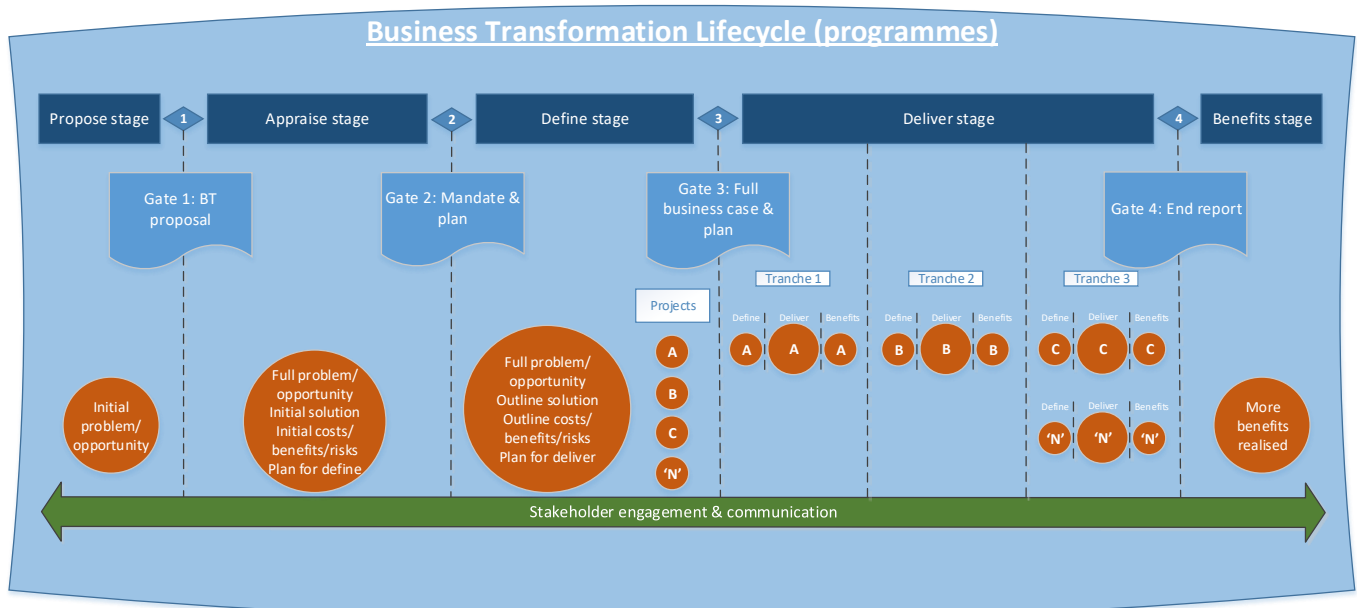 Business Transformation Lifecycle (programmes)
Propose stage
1
Appraise stage
2
Define stage
3
Deliver stage
4
Benefits stage
Gate 1: BT
proposal
Gate 2: Mandate &
plan
Gate 3: Full
business case &
plan
Gate 4: End report
Projects
A
B
C
‘N’
Tranche 1
Define
Deliver
Benefits
A
A
A
Tranche 2
Define
Deliver
Benefits
B
B
B
Tranche 3
Define
Deliver
Benefits
C
C
C
Define
Deliver
Benefits
‘N’
‘N’
‘N’
Initial
problem/
opportunity
Full problem/
opportunity
Initial solution
Initial costs/
benefits/risks
Plan for define
Full problem/
opportunity
Outline solution
Outline costs/
benefits/risks
Plan for deliver
More
benefits
realised
Stakeholder engagement & communication